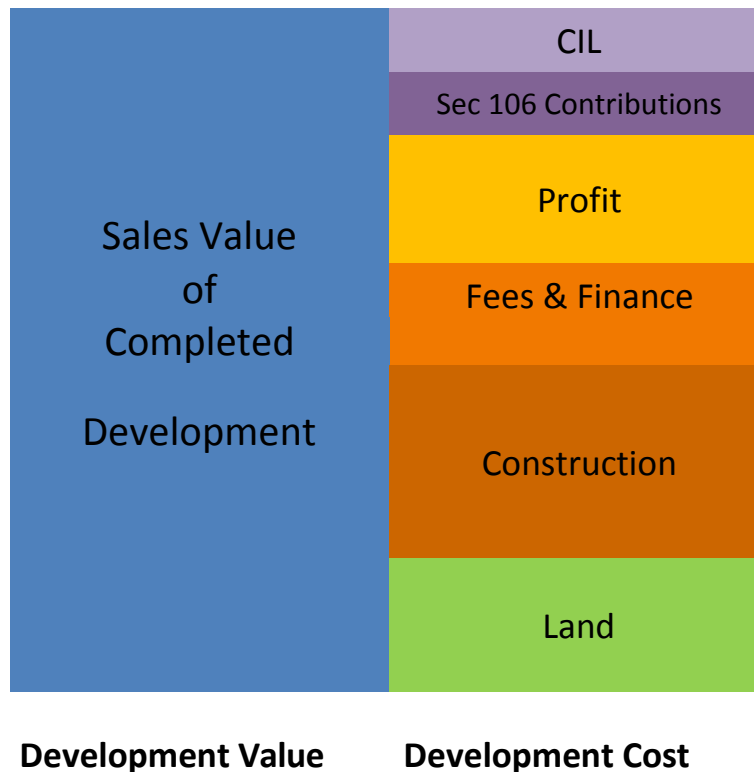 Sales Value
of
Completed
Development
CIL
Sec 106 Contributions
Profit
Fees & Finance
Construction
Land
Development Value
Development Cost